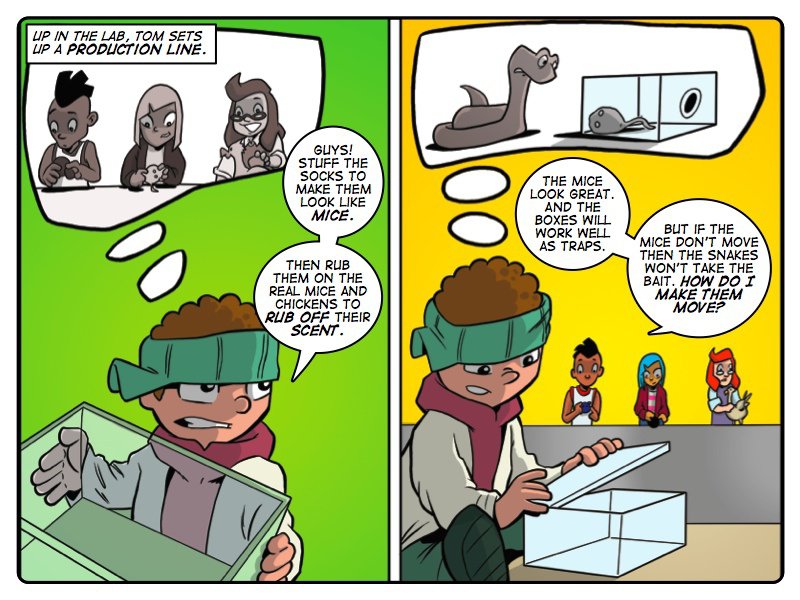 UP IN THE LAB, TOM SETS
UP A PRODUCTION LINE.
GUYS!
STUFF THE
SOCKS TO
MAKE THEM
LOOK LIKE
MICE.
THEN RUB
THEM ON THE
REAL MICE AND
CHICKENS TO
RUB OFF THEIR
SCENT.
THE MICE
LOOK GREAT.
AND THE
BOXES WILL
WORK WELL
AS TRAPS.
BUT IF THE
MICE DON'T MOVE
THEN THE SNAKES
WON'T TAKE THE
BAIT. HOW DO I
MAKE THEM
MOVE?